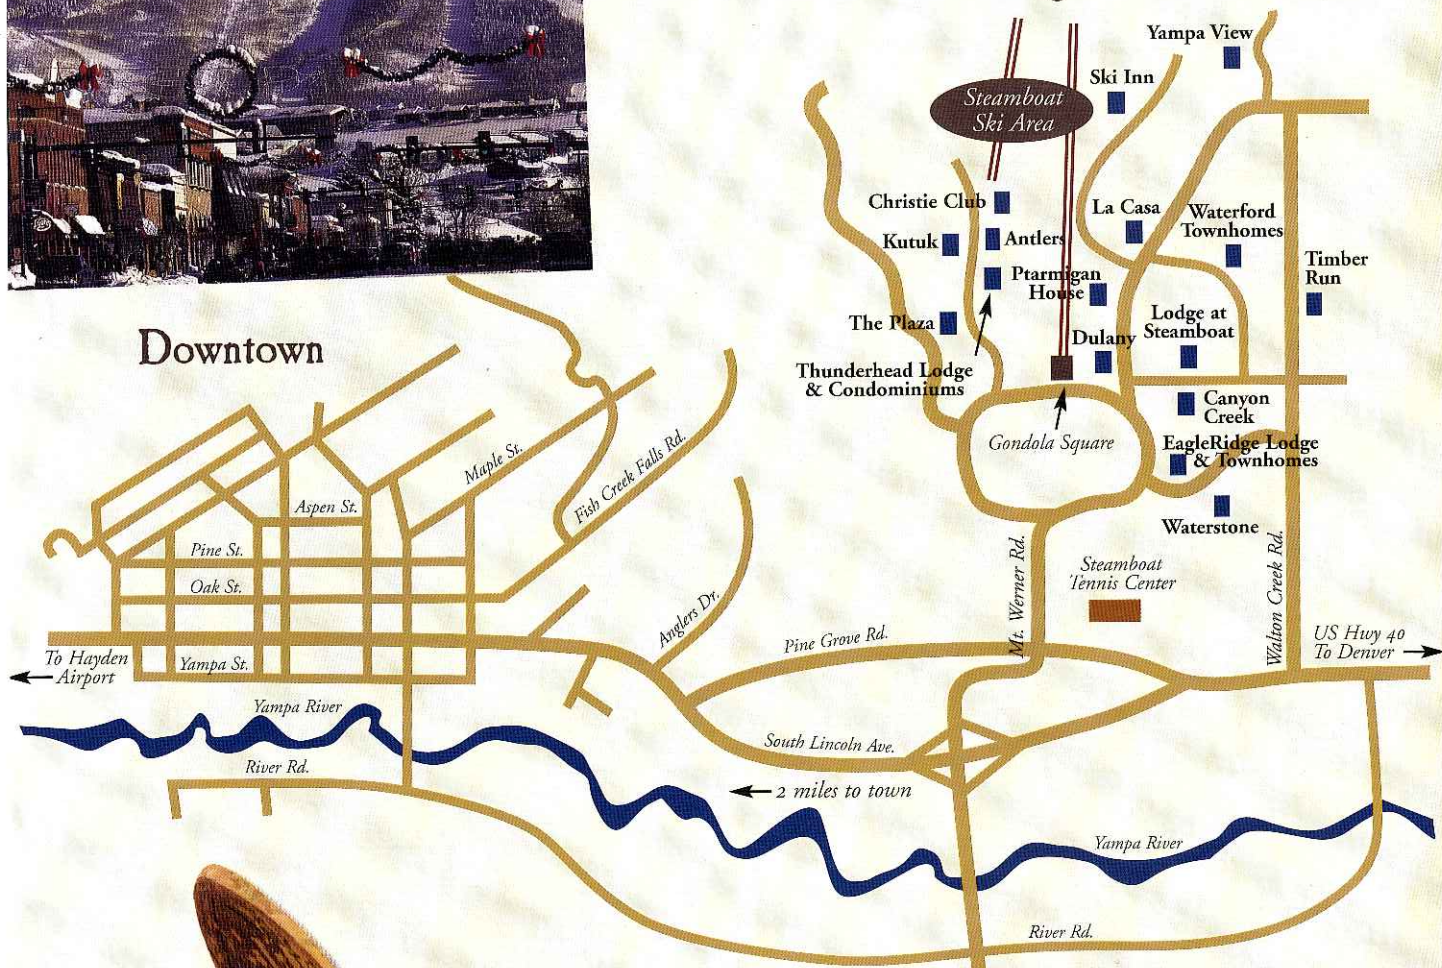 Yampa View
Ski Inn
Steamboat
Ski Area
Christie Club
La Casa
Waterford
Townhomes
Kutuk
Antlers
Timber
Run
Ptarmigan
House
The Plaza
Lodge at
Steamboat
Dulany
Thunderhead Lodge
& Condominiums
Canyon
Creek
Gondola Square
EagleRidge Lodge
& Townhomes
Waterstone
Downtown
Maple St.
Fish Creek Falls Rd.
Aspen St.
Pine St.
Oak St.
Mt. Werner Rd.
Steamboat
Tennis Center
Walton Creek Rd.
Anglers Dr.
Pine Grove Rd.
US Hwy 40
To Denver
To Hayden
Airport
Yampa St.
Yampa River
South Lincoln Ave.
River Rd.
2 miles to town
Yampa River
River Rd.